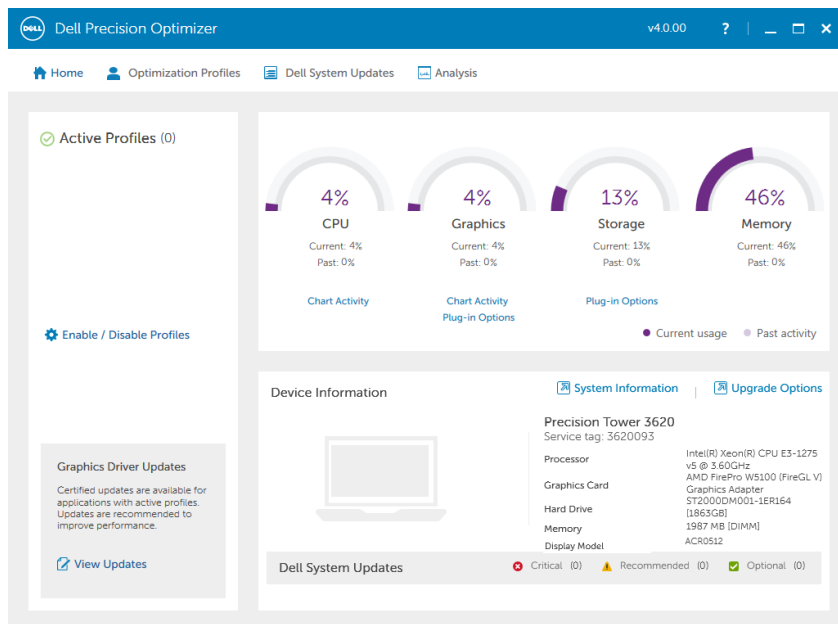 DELL Dell Precision Optimizer v4.0.00 ?
Home Optimization Profiles Dell System Updates Analysis
Active Profiles (0)
Enable / Disable Profiles
Graphics Driver Updates
Certified updates are available for
applications with active profiles.
Updates are recommended to
improve performance.
View Updates
4% 4% 13% 46%
CPU Graphics Storage Memory
Current: 4% Current: 4% Current: 13% Current: 46%
Past: 0% Past: 0% Past: 0% Past: 0%
Chart Activity Chart Activity Plug-in Options
Plug-in Options
Current usage Past activity
Device Information System Information | Upgrade Options
Precision Tower 3620
Service tag: 3620093
Processor Intel(R) Xeon(R) CPU E3-1275
v5 @ 3.60GHz
Graphics Card AMD FirePro W5100 (FireGL V)
Graphics Adapter
Hard Drive ST2000DM001-1ER164
[1863GB]
Memory 1987 MB [DIMM]
Display Model ACR0512
Dell System Updates Critical (0) Recommended (0) Optional (0)